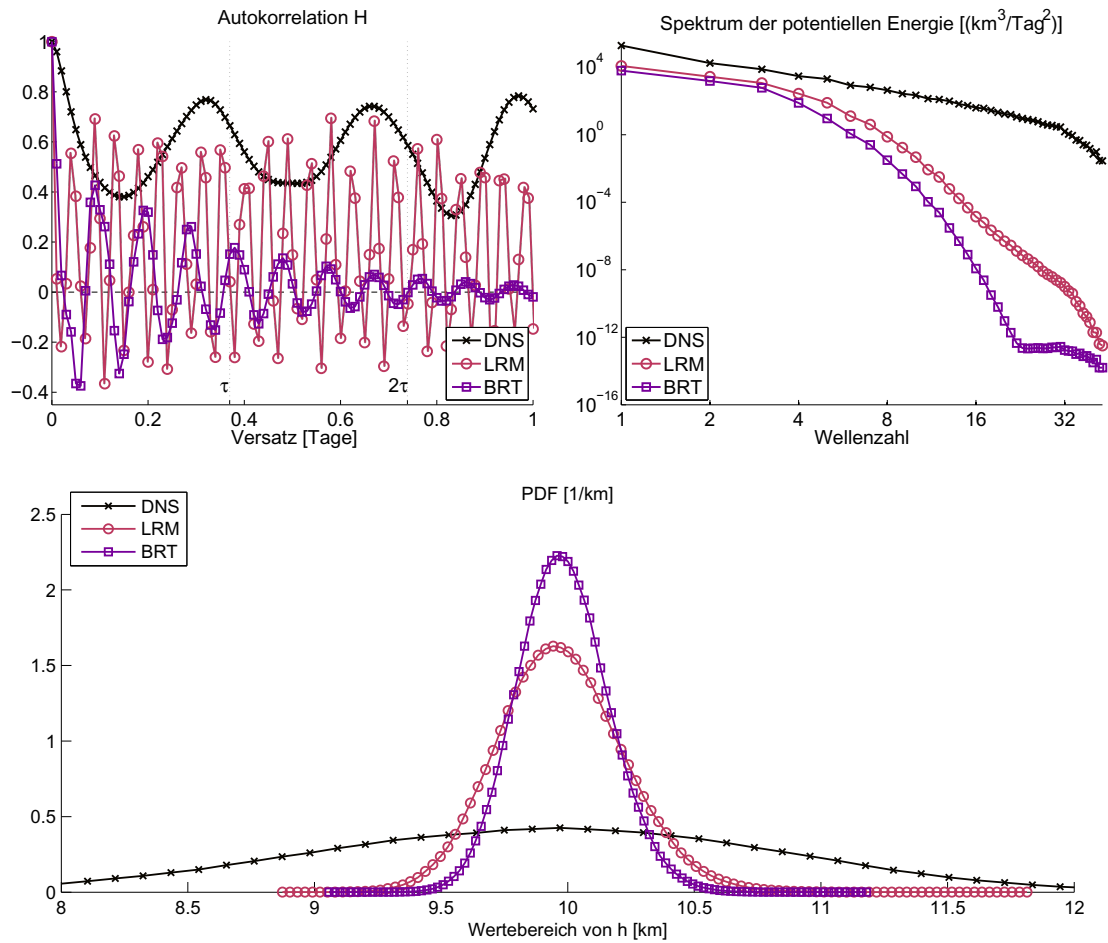 Autokorrelation H
1
0.8
0.6
0.4
0.2
0
−0.2
−0.4
0 0.2 0.4 0.6 0.8 1
τ 2τ
DNS
LRM
BRT
Versatz [Tage]
Spektrum der potentiellen Energie [(km³/Tag²)]
10⁴
10⁰
10⁻⁴
10⁻⁸
10⁻¹²
10⁻¹⁶
DNS
LRM
BRT
1 2 4 8 16 32
Wellenzahl
PDF [1/km]
DNS
LRM
BRT
2.5
2
1.5
1
0.5
0
8 8.5 9 9.5 10 10.5 11 11.5 12
Wertebereich von h [km]